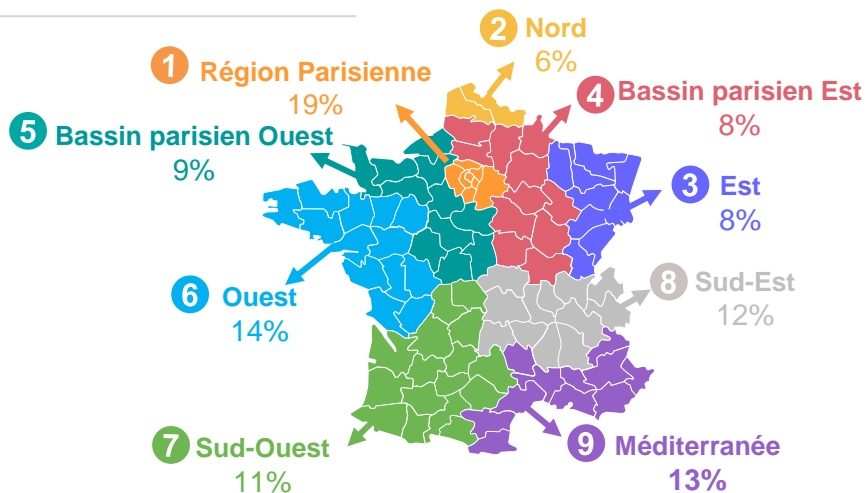 1 Région Parisienne
19%
2 Nord
6%
4 Bassin parisien Est
8%
5 Bassin parisien Ouest
9%
3 Est
8%
6 Ouest
14%
8 Sud-Est
12%
7 Sud-Ouest
11%
9 Méditerranée
13%